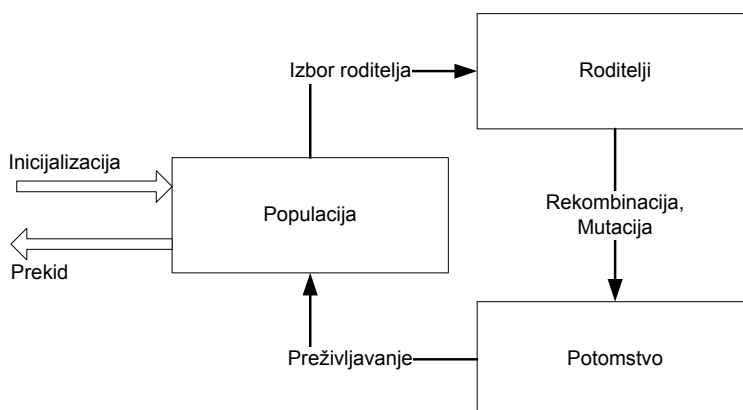 Izbor roditelja
Roditelji
Inicijalizacija
Populacija
Rekombinacija,
Mutacija
Prekid
Preživljavanje
Potomstvo